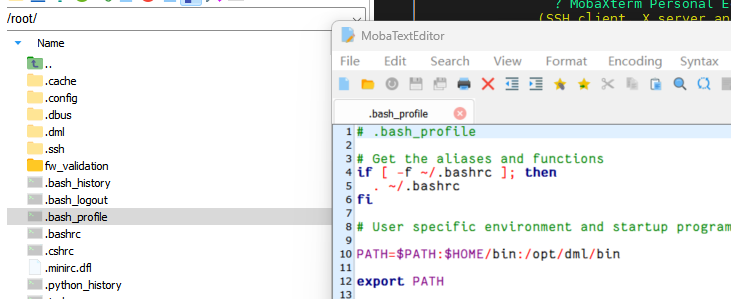 ? MobaXterm Personal E
(SSH client, X server an
/root/
Name
..
.cache
.config
.dbus
.dml
.ssh
fw_validation
.bash_history
.bash_logout
.bash_profile
.bashrc
.cshrc
.minirc.dfl
.python_history
MobaTextEditor
File Edit Search View Format Encoding Syntax
.bash_profile
1 # .bash_profile
2
3 # Get the aliases and functions
4 if [ -f ~/.bashrc ]; then
5 . ~/.bashrc
6 fi
7
8 # User specific environment and startup program
9
10 PATH=$PATH:$HOME/bin:/opt/dml/bin
11
12 export PATH
13